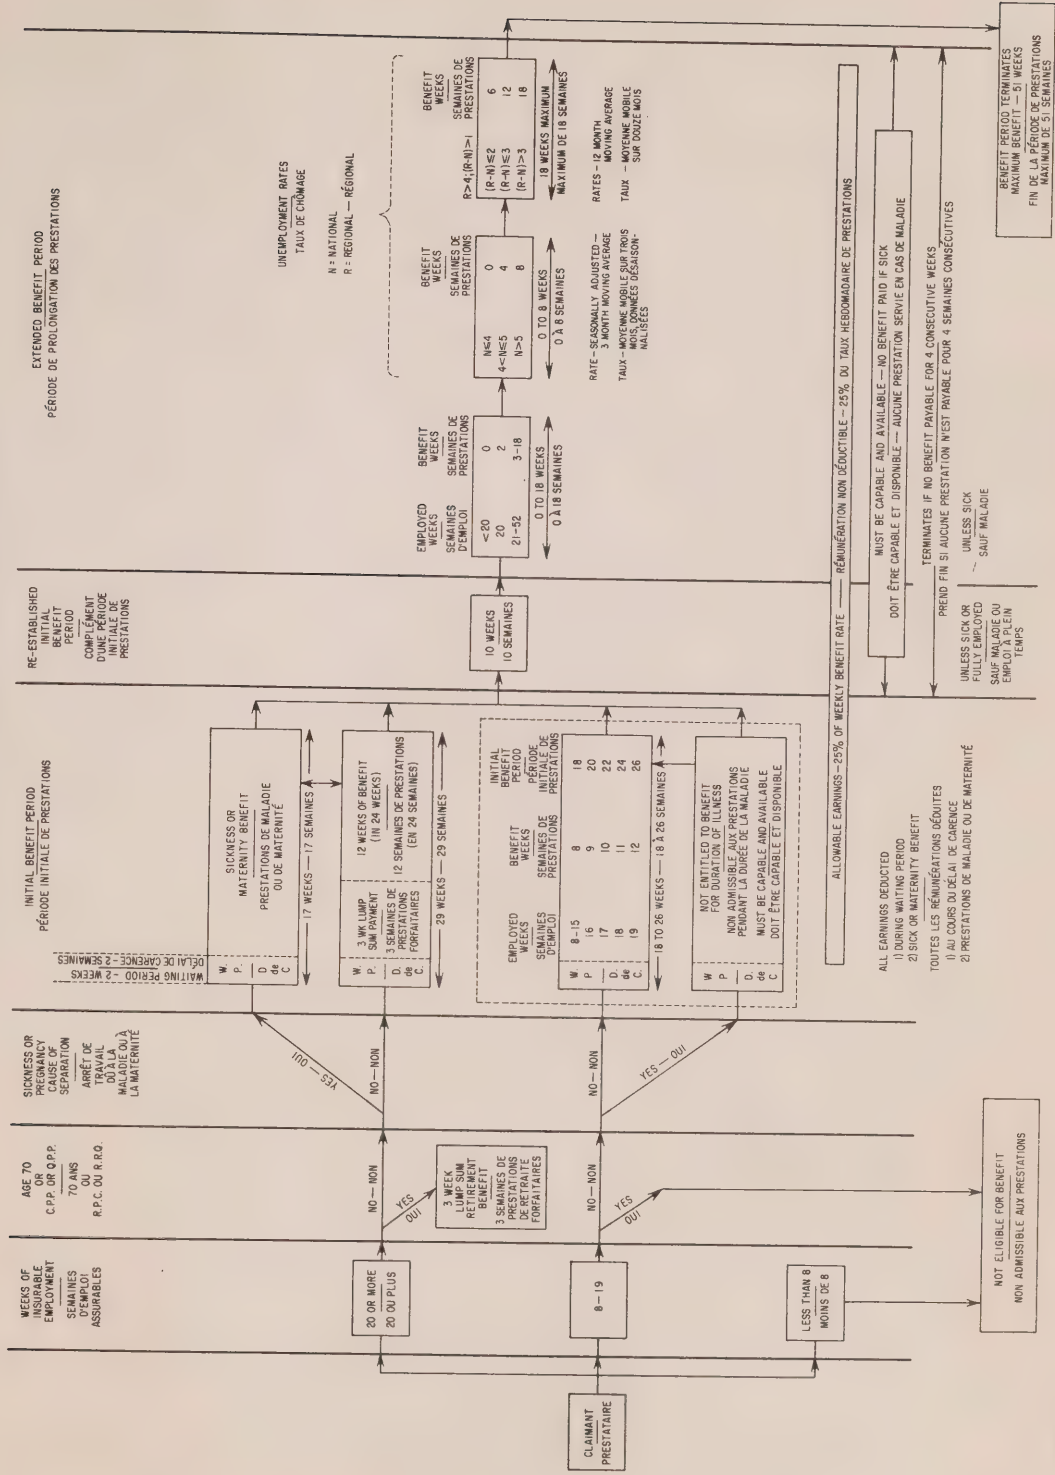 WEEKS OF
INSURABLE
EMPLOYMENT
SEMAINES
D'EMPLOI
ASSURABLES
AGE 70
OR
C.P.P. OR Q.P.P.
70 ANS
OU
R.P.C. OU R.R.Q.
SICKNESS OR
PREGNANCY
CAUSE OF
SEPARATION
ARRÊT DE
TRAVAIL
DÛ À LA
MALADIE OU À
LA MATERNITÉ
INITIAL BENEFIT PERIOD
PÉRIODE INITIALE DE PRESTATIONS
WAITING PERIOD - 2 WEEKS
DÉLAI DE CARENCE - 2 SEMAINES
RE-ESTABLISHED
INITIAL
BENEFIT
PERIOD
COMPLÉMENT
D'UNE PÉRIODE
INITIALE DE
PRESTATIONS
EXTENDED BENEFIT PERIOD
PÉRIODE DE PROLONGATION DES PRESTATIONS
UNEMPLOYMENT RATES
TAUX DE CHÔMAGE
N = NATIONAL
R = REGIONAL — RÉGIONAL
CLAIMANT
PRESTATAIRE
20 OR MORE
20 OU PLUS
8-19
LESS THAN 8
MOINS DE 8
NO—NON
YES
OUI
3 WEEK
LUMP SUM
RETIREMENT
BENEFIT
3 SEMAINES DE
PRESTATIONS
DE RETRAITE
FORFAITAIRES
NO—NON
YES
OUI
NOT ELIGIBLE FOR BENEFIT
NON ADMISSIBLE AUX PRESTATIONS
YES — OUI
NO—NON
NO—NON
YES — OUI
W.
P.
D.
de
C
SICKNESS OR
MATERNITY BENEFIT
PRESTATIONS DE MALADIE
OU DE MATERNITÉ
17 WEEKS — 17 SEMAINES
W.
P.
D.
de
C.
3 WK LUMP
SUM PAYMENT
3 SEMAINES DE
PRESTATIONS
FORFAITAIRES
12 WEEKS OF BENEFIT
(IN 24 WEEKS)
12 SEMAINES DE PRESTATIONS
(EN 24 SEMAINES)
29 WEEKS — 29 SEMAINES
EMPLOYED
WEEKS
SEMAINES
D'EMPLOI
BENEFIT
WEEKS
SEMAINES DE
PRESTATIONS
INITIAL
BENEFIT
PERIOD
PÉRIODE
INITIALE DE
PRESTATIONS
W.
P
D.
de
C.
8-15 8 18
16 9 20
17 10 22
18 11 24
19 12 26
18 TO 26 WEEKS — 18 À 26 SEMAINES
W.
P
D.
de
C.
NOT ENTITLED TO BENEFIT
FOR DURATION OF ILLNESS
NON ADMISSIBLE AUX PRESTATIONS
PENDANT LA DURÉE DE LA MALADIE
MUST BE CAPABLE AND AVAILABLE
DOIT ÊTRE CAPABLE ET DISPONIBLE
10 WEEKS
10 SEMAINES
EMPLOYED
WEEKS
SEMAINES
D'EMPLOI
BENEFIT
WEEKS
SEMAINES DE
PRESTATIONS
<20 0
20 2
21-52 3-18
0 TO 18 WEEKS
0 À 18 SEMAINES
BENEFIT
WEEKS
SEMAINES DE
PRESTATIONS
N≤4 0
4<N≤5 4
N>5 8
0 TO 8 WEEKS
0 À 8 SEMAINES
RATE—SEASONALLY ADJUSTED—
3 MONTH MOVING AVERAGE
TAUX—MOYENNE MOBILE SUR TROIS
MOIS, DONNÉES DÉSAISON-
NALISÉES
BENEFIT
WEEKS
SEMAINES DE
PRESTATIONS
R>4;(R-N)>1
(R-N)≤2 6
(R-N)≤3 12
(R-N)>3 18
18 WEEKS MAXIMUM
MAXIMUM DE 18 SEMAINES
RATES — 12 MONTH
MOVING AVERAGE
TAUX — MOYENNE MOBILE
SUR DOUZE MOIS
ALLOWABLE EARNINGS—25% OF WEEKLY BENEFIT RATE — RÉMUNÉRATION NON DÉDUCTIBLE—25% DU TAUX HEBDOMADAIRE DE PRESTATIONS
MUST BE CAPABLE AND AVAILABLE — NO BENEFIT PAID IF SICK
DOIT ÊTRE CAPABLE ET DISPONIBLE — AUCUNE PRESTATION SERVIE EN CAS DE MALADIE
TERMINATES IF NO BENEFIT PAYABLE FOR 4 CONSECUTIVE WEEKS
PREND FIN SI AUCUNE PRESTATION N'EST PAYABLE POUR 4 SEMAINES CONSÉCUTIVES
UNLESS SICK OR
FULLY EMPLOYED
SAUF MALADIE OU
EMPLOI À PLEIN
TEMPS
UNLESS SICK
SAUF MALADIE
ALL EARNINGS DEDUCTED
1) DURING WAITING PERIOD
2) SICK OR MATERNITY BENEFIT
TOUTES LES RÉMUNÉRATIONS DÉDUITES
1) AU COURS DU DÉLAI DE CARENCE
2) PRESTATIONS DE MALADIE OU DE MATERNITÉ
BENEFIT PERIOD TERMINATES
MAXIMUM BENEFIT — 51 WEEKS
FIN DE LA PÉRIODE DE PRESTATIONS
MAXIMUM DE 51 SEMAINES